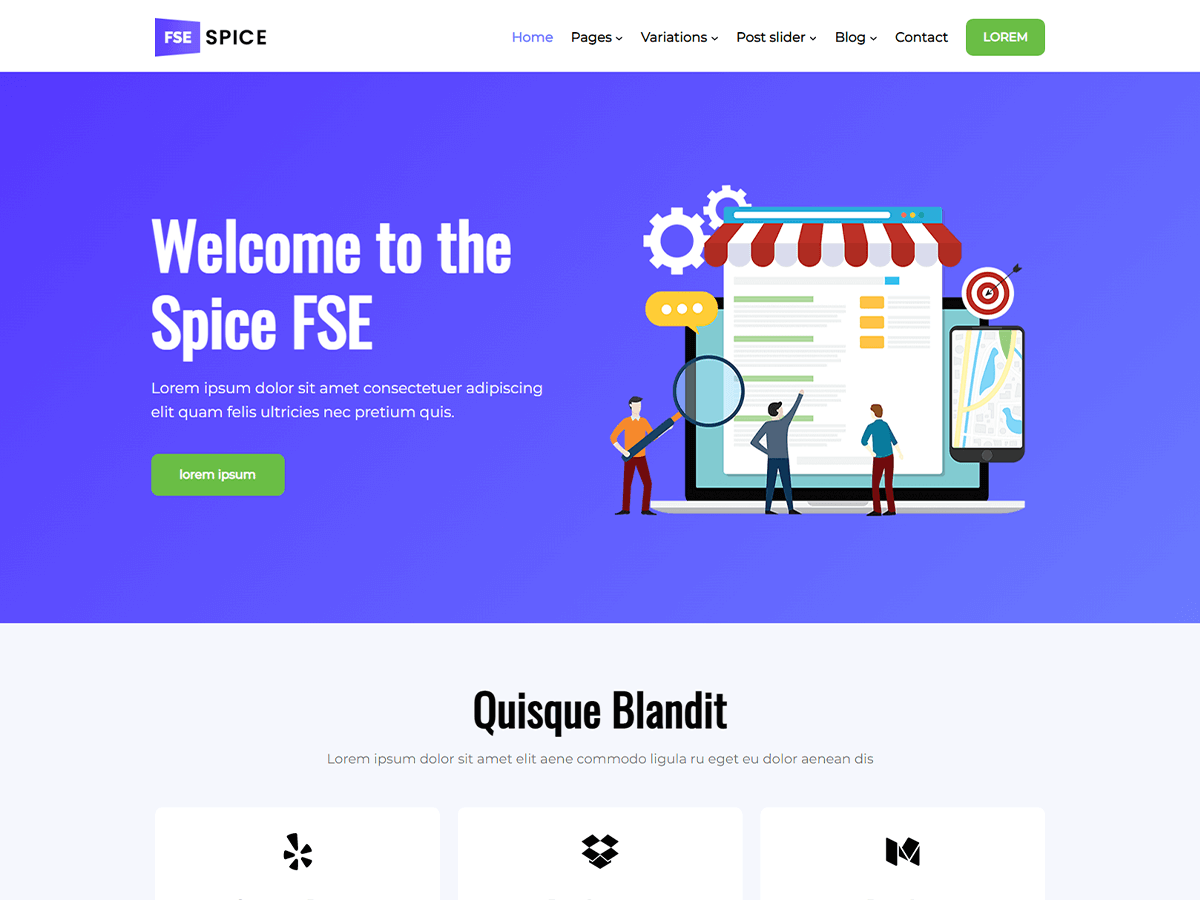 FSE SPICE
Home Pages Variations Post slider Blog Contact LOREM
Welcome to the
Spice FSE
Lorem ipsum dolor sit amet consectetuer adipiscing
elit quam felis ultricies nec pretium quis.
lorem ipsum
Quisque Blandit
Lorem ipsum dolor sit amet elit aene commodo ligula ru eget eu dolor aenean dis